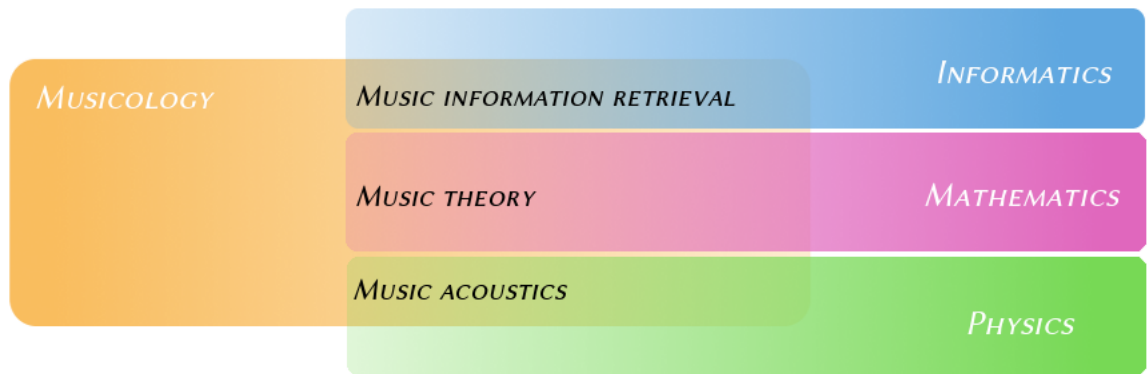 Musicology
Informatics
Music information retrieval
Music theory
Mathematics
Music acoustics
Physics